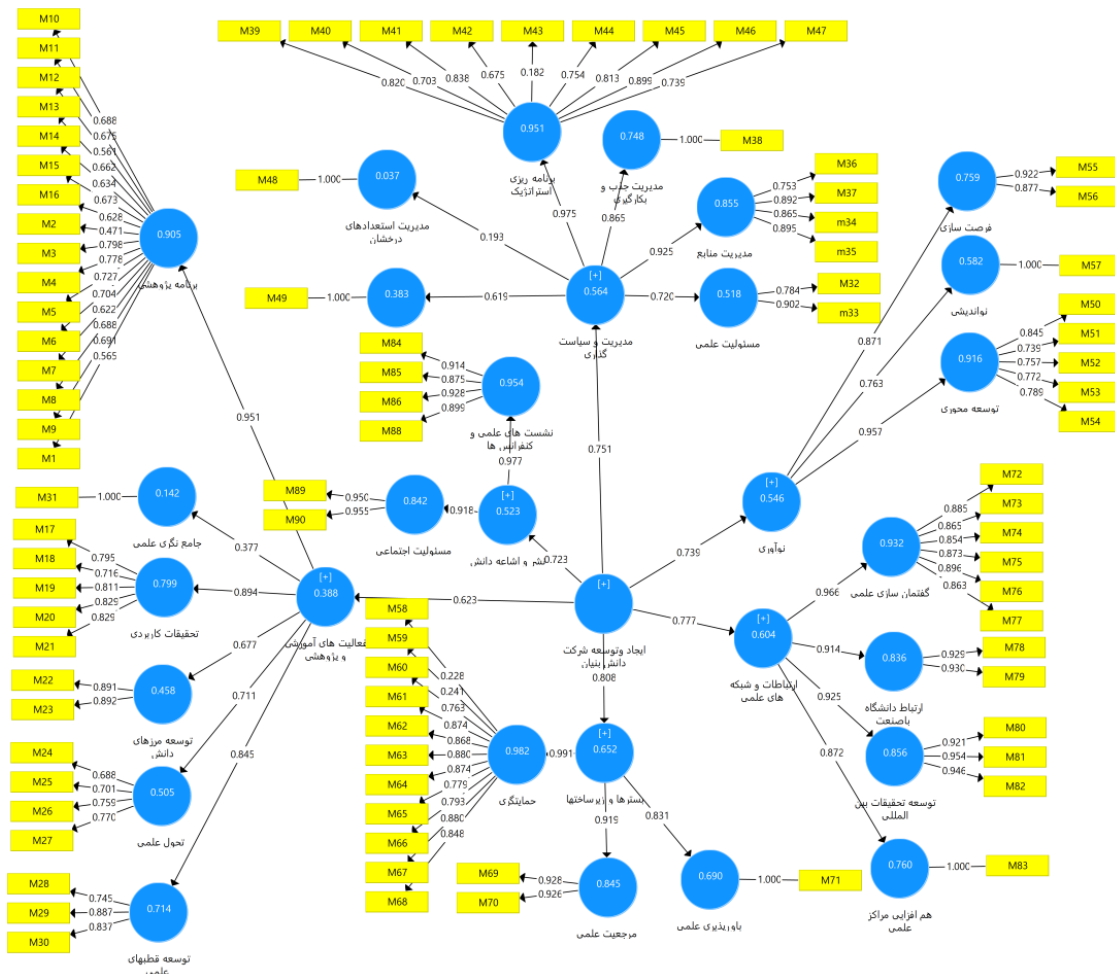 M10
M11
M12
M13
M14
M15
M16
M2
M3
M4
M5
M6
M7
M8
M9
M1
0.688
0.675
0.561
0.662
0.634
0.673
0.628
0.471
0.798
0.778
0.727
0.704
0.622
0.688
0.691
0.565
0.905
برنامه پژوهشی
0.951
M39
M40
M41
M42
M43
M44
M45
M46
M47
0.820
0.703
0.838
0.675
0.182
0.754
0.813
0.899
0.739
0.951
برنامه ریزی
استراتژیک
0.975
0.748
1.000
M38
مدیریت جذب و
بکارگیری
0.865
M48
1.000
0.037
مدیریت استعدادهای
درخشان
0.193
M36
M37
m34
m35
0.753
0.892
0.865
0.895
0.855
مدیریت منابع
0.925
M49
1.000
0.383
0.619
[+]
0.564
مدیریت و سیاست
گذاری
0.720
0.518
0.784
0.902
M32
m33
مسئولیت علمی
0.751
M55
M56
0.922
0.877
0.759
فرصت سازی
0.871
0.582
1.000
M57
نواندیشی
0.763
M50
M51
M52
M53
M54
0.845
0.739
0.757
0.772
0.789
0.916
توسعه محوری
0.957
[+]
0.546
نوآوری
0.739
M84
M85
M86
M88
0.914
0.875
0.928
0.899
0.954
نشست های علمی و
کنفرانس ها
0.977
M89
M90
0.950
0.955
0.842
مسئولیت اجتماعی
0.918
[+]
0.523
نشر و اشاعه دانش
0.723
M31
1.000
0.142
جامع نگری علمی
0.377
M17
M18
M19
M20
M21
0.795
0.716
0.811
0.829
0.829
0.799
تحقیقات کاربردی
0.894
[+]
0.388
فعالیت های آموزشی
و پژوهشی
0.623
M22
M23
0.891
0.892
0.458
توسعه مرزهای
دانش
0.677
M24
M25
M26
M27
0.688
0.701
0.759
0.770
0.505
تحول علمی
0.711
M28
M29
M30
0.745
0.887
0.837
0.714
توسعه قطبهای
علمی
0.845
[+]
ایجاد وتوسعه شرکت
دانش بنیان
0.777
0.808
M58
M59
M60
M61
M62
M63
M64
M65
M66
M67
M68
0.228
0.241
0.763
0.874
0.868
0.880
0.874
0.779
0.793
0.880
0.848
0.982
حمایتگری
0.991
[+]
0.652
بسترها و زیرساختها
0.919
0.831
M69
M70
0.928
0.926
0.845
مرجعیت علمی
0.690
1.000
M71
باورپذیری علمی
[+]
0.604
ارتباطات و شبکه
های علمی
M72
M73
M74
M75
M76
M77
0.885
0.865
0.854
0.873
0.896
0.863
0.932
گفتمان سازی علمی
0.966
M78
M79
0.929
0.930
0.836
ارتباط دانشگاه
باصنعت
0.914
M80
M81
M82
0.921
0.954
0.946
0.856
توسعه تحقیقات بین
المللی
0.925
0.872
0.760
1.000
M83
هم افزایی مراکز
علمی